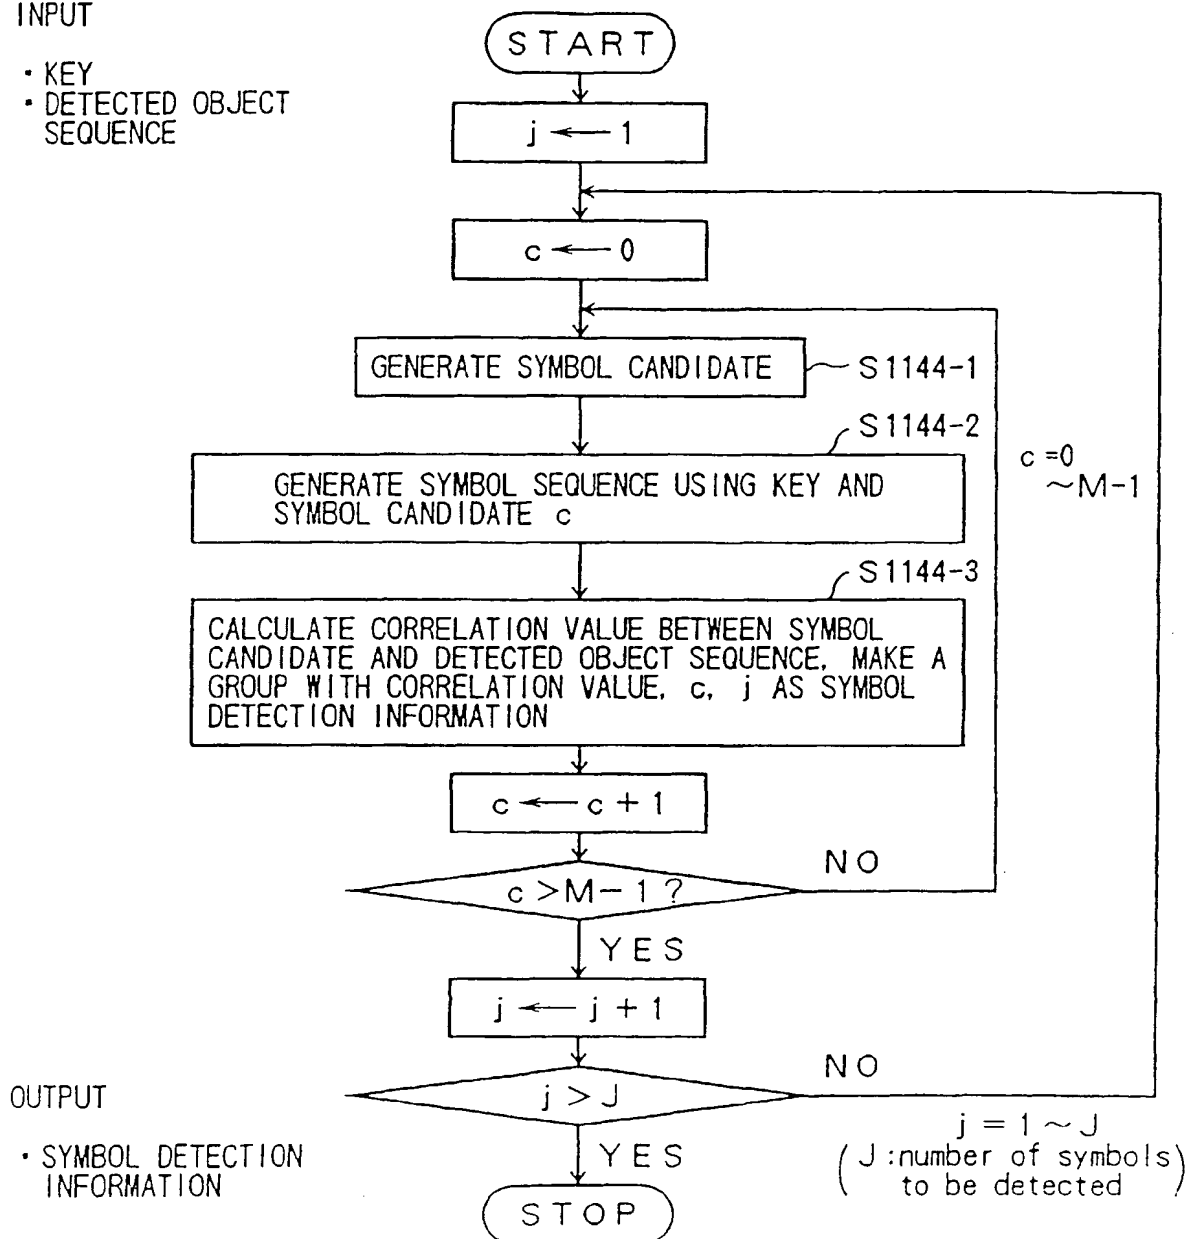 INPUT
・KEY
・DETECTED OBJECT
SEQUENCE
START
j ← 1
c ← 0
GENERATE SYMBOL CANDIDATE
S1144-1
S1144-2
GENERATE SYMBOL SEQUENCE USING KEY AND
SYMBOL CANDIDATE c
c=0
~M-1
S1144-3
CALCULATE CORRELATION VALUE BETWEEN SYMBOL
CANDIDATE AND DETECTED OBJECT SEQUENCE, MAKE A
GROUP WITH CORRELATION VALUE, c, j AS SYMBOL
DETECTION INFORMATION
c ← c + 1
c > M - 1 ?
NO
YES
j ← j + 1
j > J
NO
YES
j = 1 ~ J
(J:number of symbols
to be detected)
STOP
OUTPUT
・SYMBOL DETECTION
INFORMATION